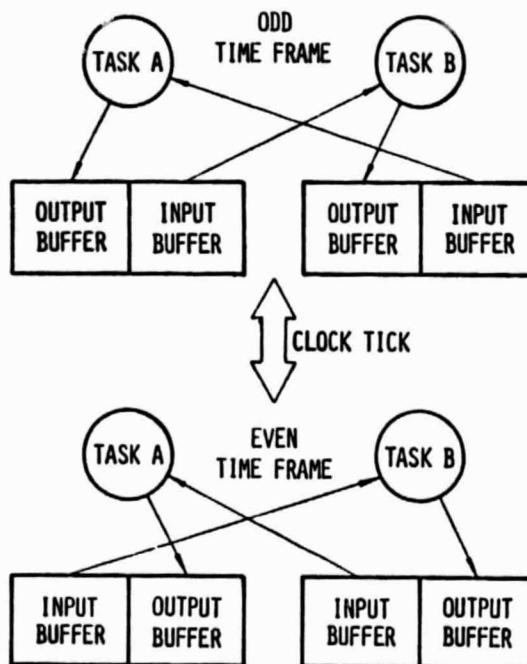 ODD
TIME FRAME
TASK A
TASK B
OUTPUT
BUFFER
INPUT
BUFFER
OUTPUT
BUFFER
INPUT
BUFFER
CLOCK TICK
EVEN
TIME FRAME
TASK A
TASK B
INPUT
BUFFER
OUTPUT
BUFFER
INPUT
BUFFER
OUTPUT
BUFFER